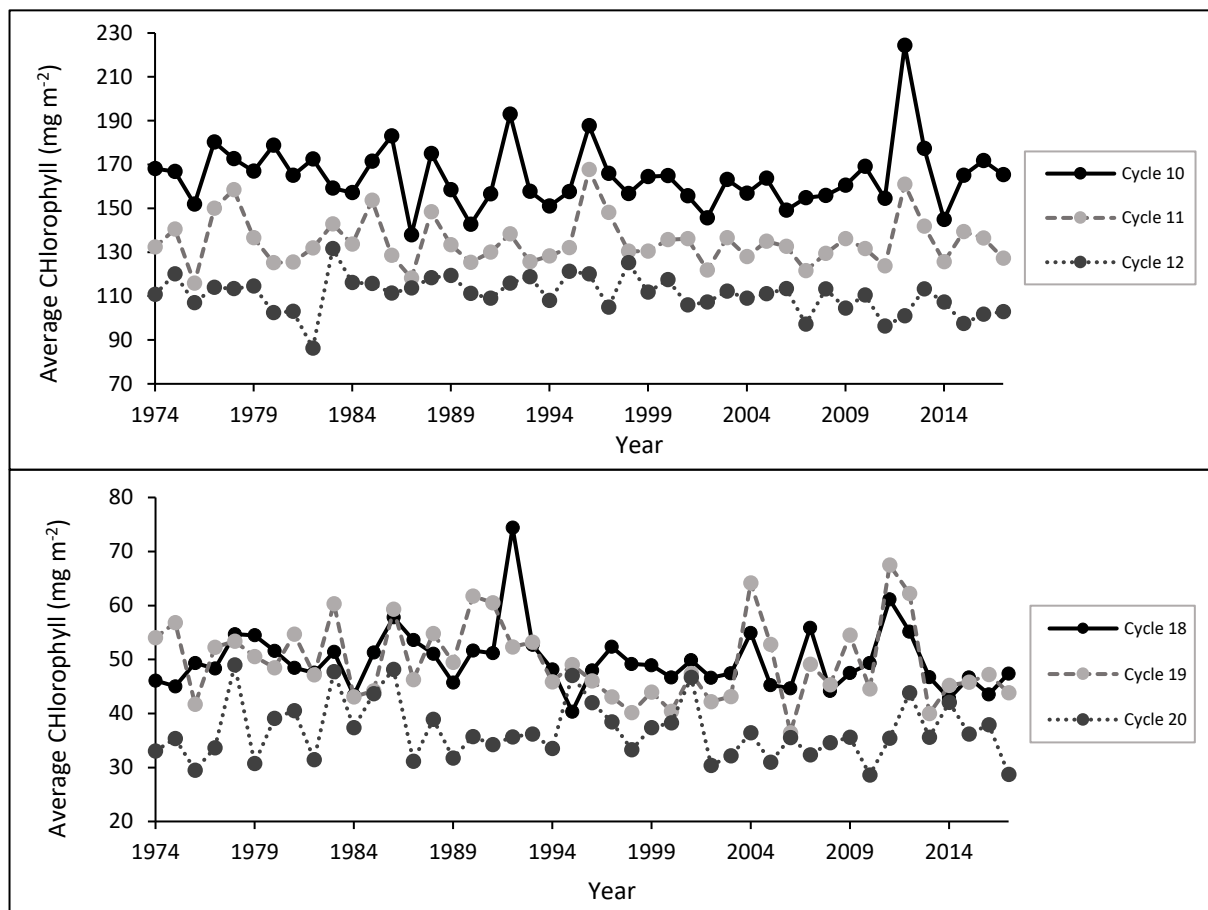 230
210
190
170
150
130
110
90
70
Average CHlorophyll (mg m-2)
1974 1979 1984 1989 1994 1999 2004 2009 2014
Year
Cycle 10
Cycle 11
Cycle 12
80
70
60
50
40
30
20
Average CHlorophyll (mg m-2)
1974 1979 1984 1989 1994 1999 2004 2009 2014
Year
Cycle 18
Cycle 19
Cycle 20